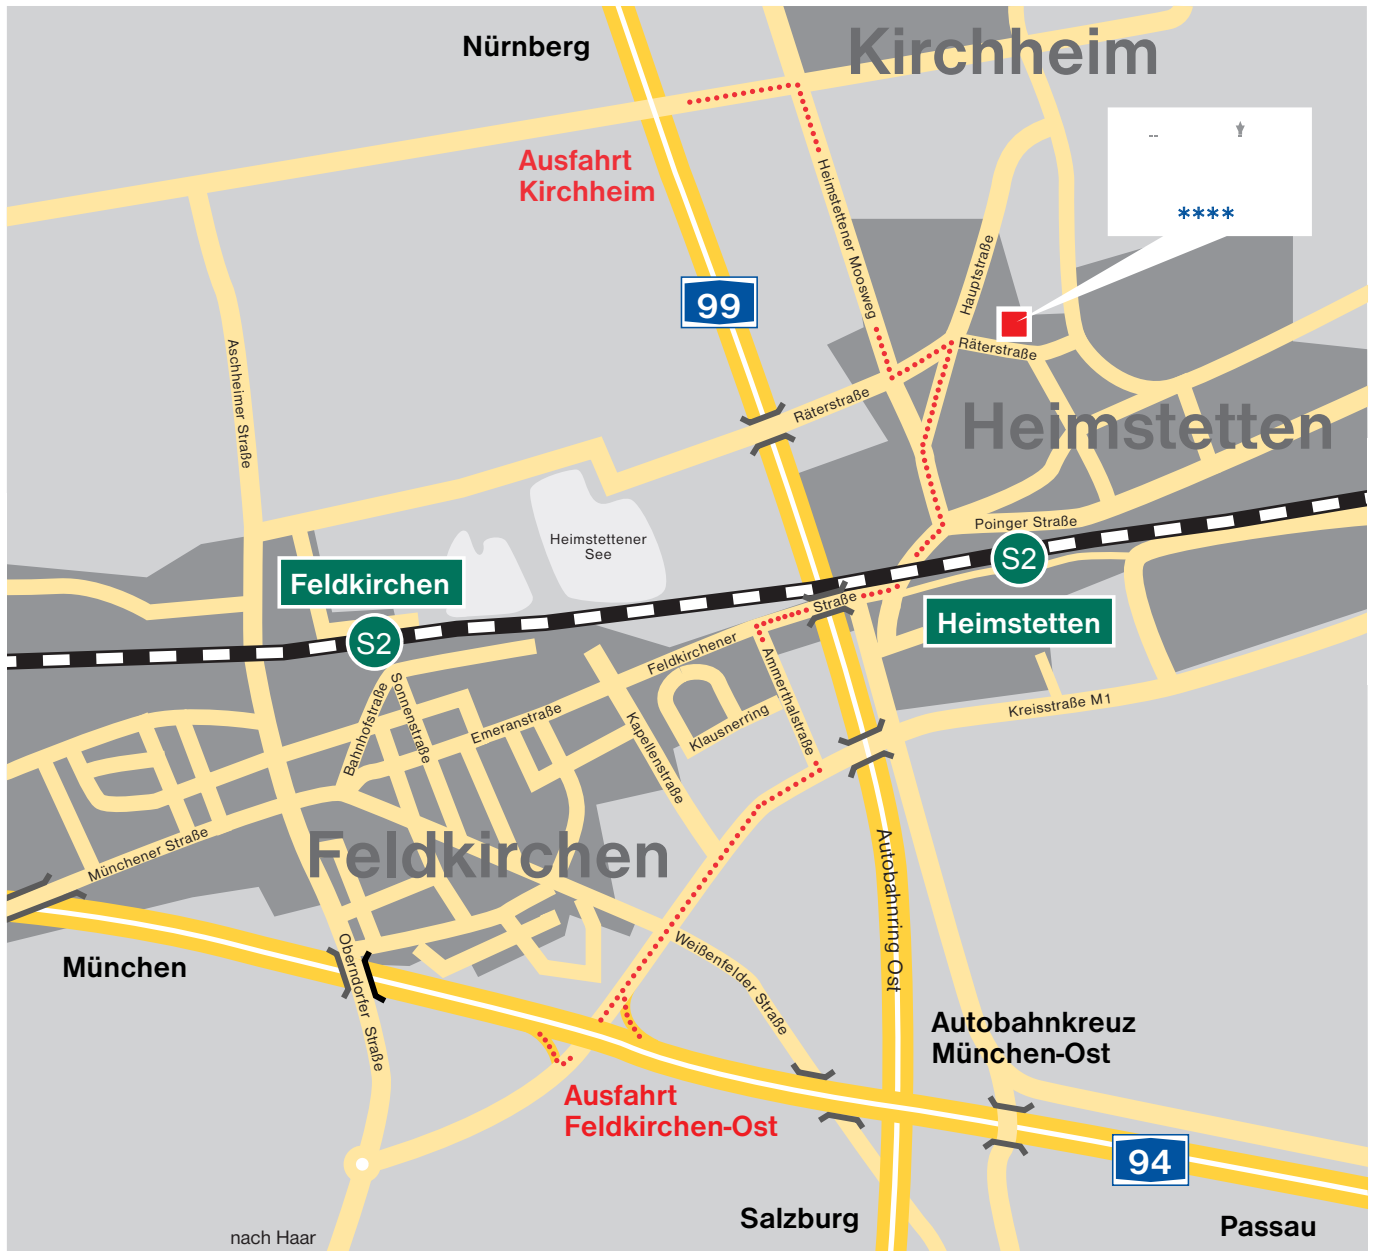 Nürnberg
Kirchheim
Ausfahrt
Kirchheim
Heimstettener Moosweg
****
99
Hauptstraße
Räterstraße
Aschheimer Straße
Räterstraße
Heimstetten
Heimstettener
See
Poinger Straße
S2
Feldkirchen
S2
Heimstetten
Feldkirchener
Straße
Bahnhofstraße
Sonnenstraße
Emeranstraße
Kapellenstraße
Klausnerring
Ammerthalstraße
Kreisstraße M1
Münchener Straße
Feldkirchen
Autobahnring Ost
München
Oberndorfer Straße
Weißenfelder Straße
Autobahnkreuz
München-Ost
Ausfahrt
Feldkirchen-Ost
94
Salzburg
Passau
nach Haar